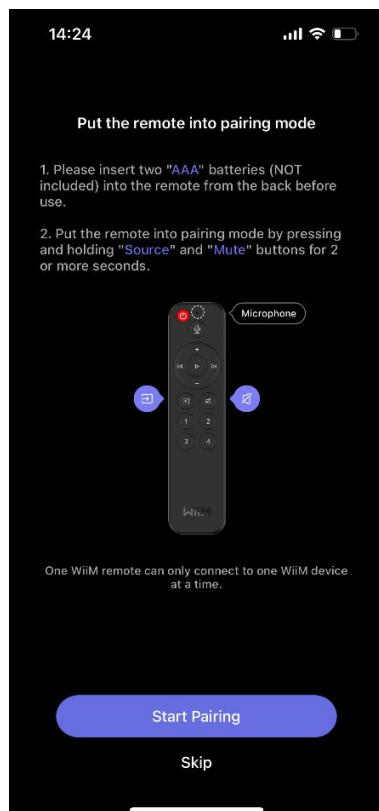 14:24
Put the remote into pairing mode
1. Please insert two "AAA" batteries (NOT
included) into the remote from the back before
use.
2. Put the remote into pairing mode by pressing
and holding "Source" and "Mute" buttons for 2
or more seconds.
Microphone
1 2
3 4
WiiM
One WiiM remote can only connect to one WiiM device
at a time.
Start Pairing
Skip